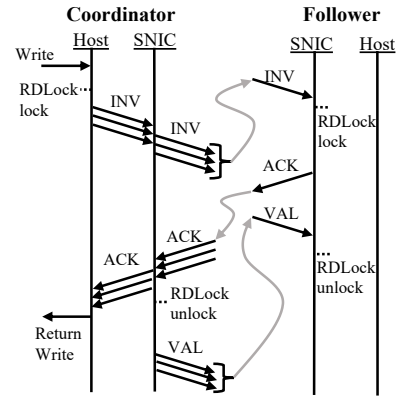 Coordinator
Follower
Host
SNIC
SNIC
Host
Write
RDLock
lock
INV
INV
RDLock
lock
ACK
VAL
ACK
ACK
RDLock
unlock
RDLock
unlock
Return
Write
VAL